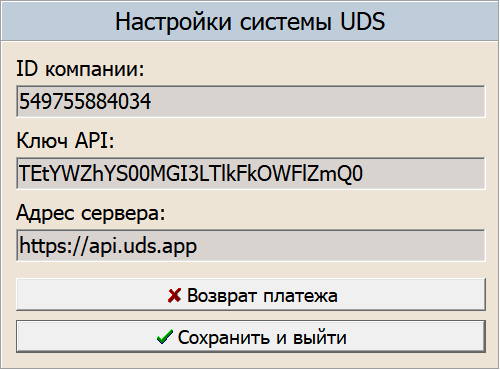 Настройки системы UDS
ID компании:
549755884034
Ключ API:
TEtYWZhYS00MGI3LTlkFkOWFlZmQ0
Адрес сервера:
https://api.uds.app
Возврат платежа
Сохранить и выйти